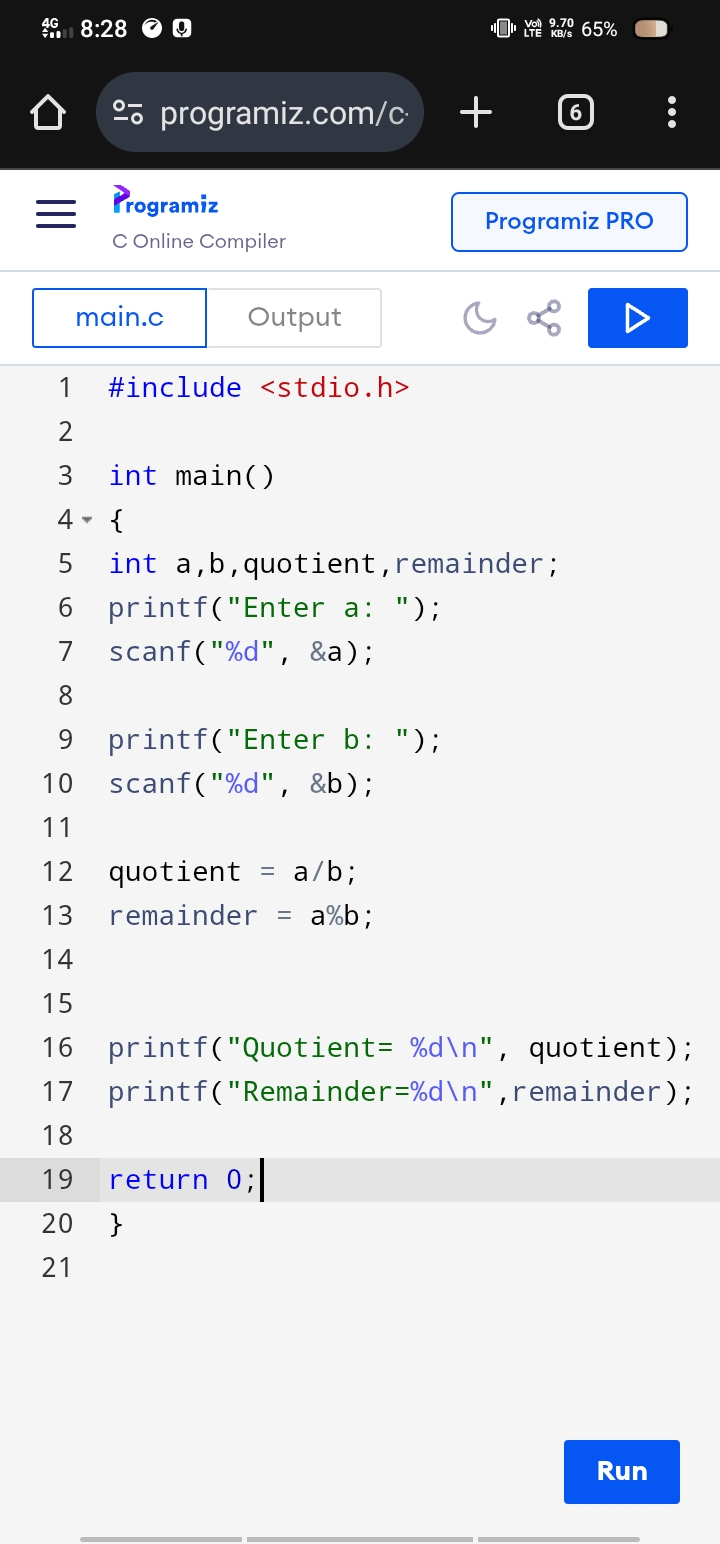 4G 8:28 Vo) LTE 9.70 KB/s 65%
programiz.com/c
6
Programiz
C Online Compiler
Programiz PRO
main.c Output
1 #include <stdio.h>
2
3 int main()
4 {
5 int a,b,quotient,remainder;
6 printf("Enter a: ");
7 scanf("%d", &a);
8
9 printf("Enter b: ");
10 scanf("%d", &b);
11
12 quotient = a/b;
13 remainder = a%b;
14
15
16 printf("Quotient= %d\n", quotient);
17 printf("Remainder=%d\n",remainder);
18
19 return 0;
20 }
21
Run